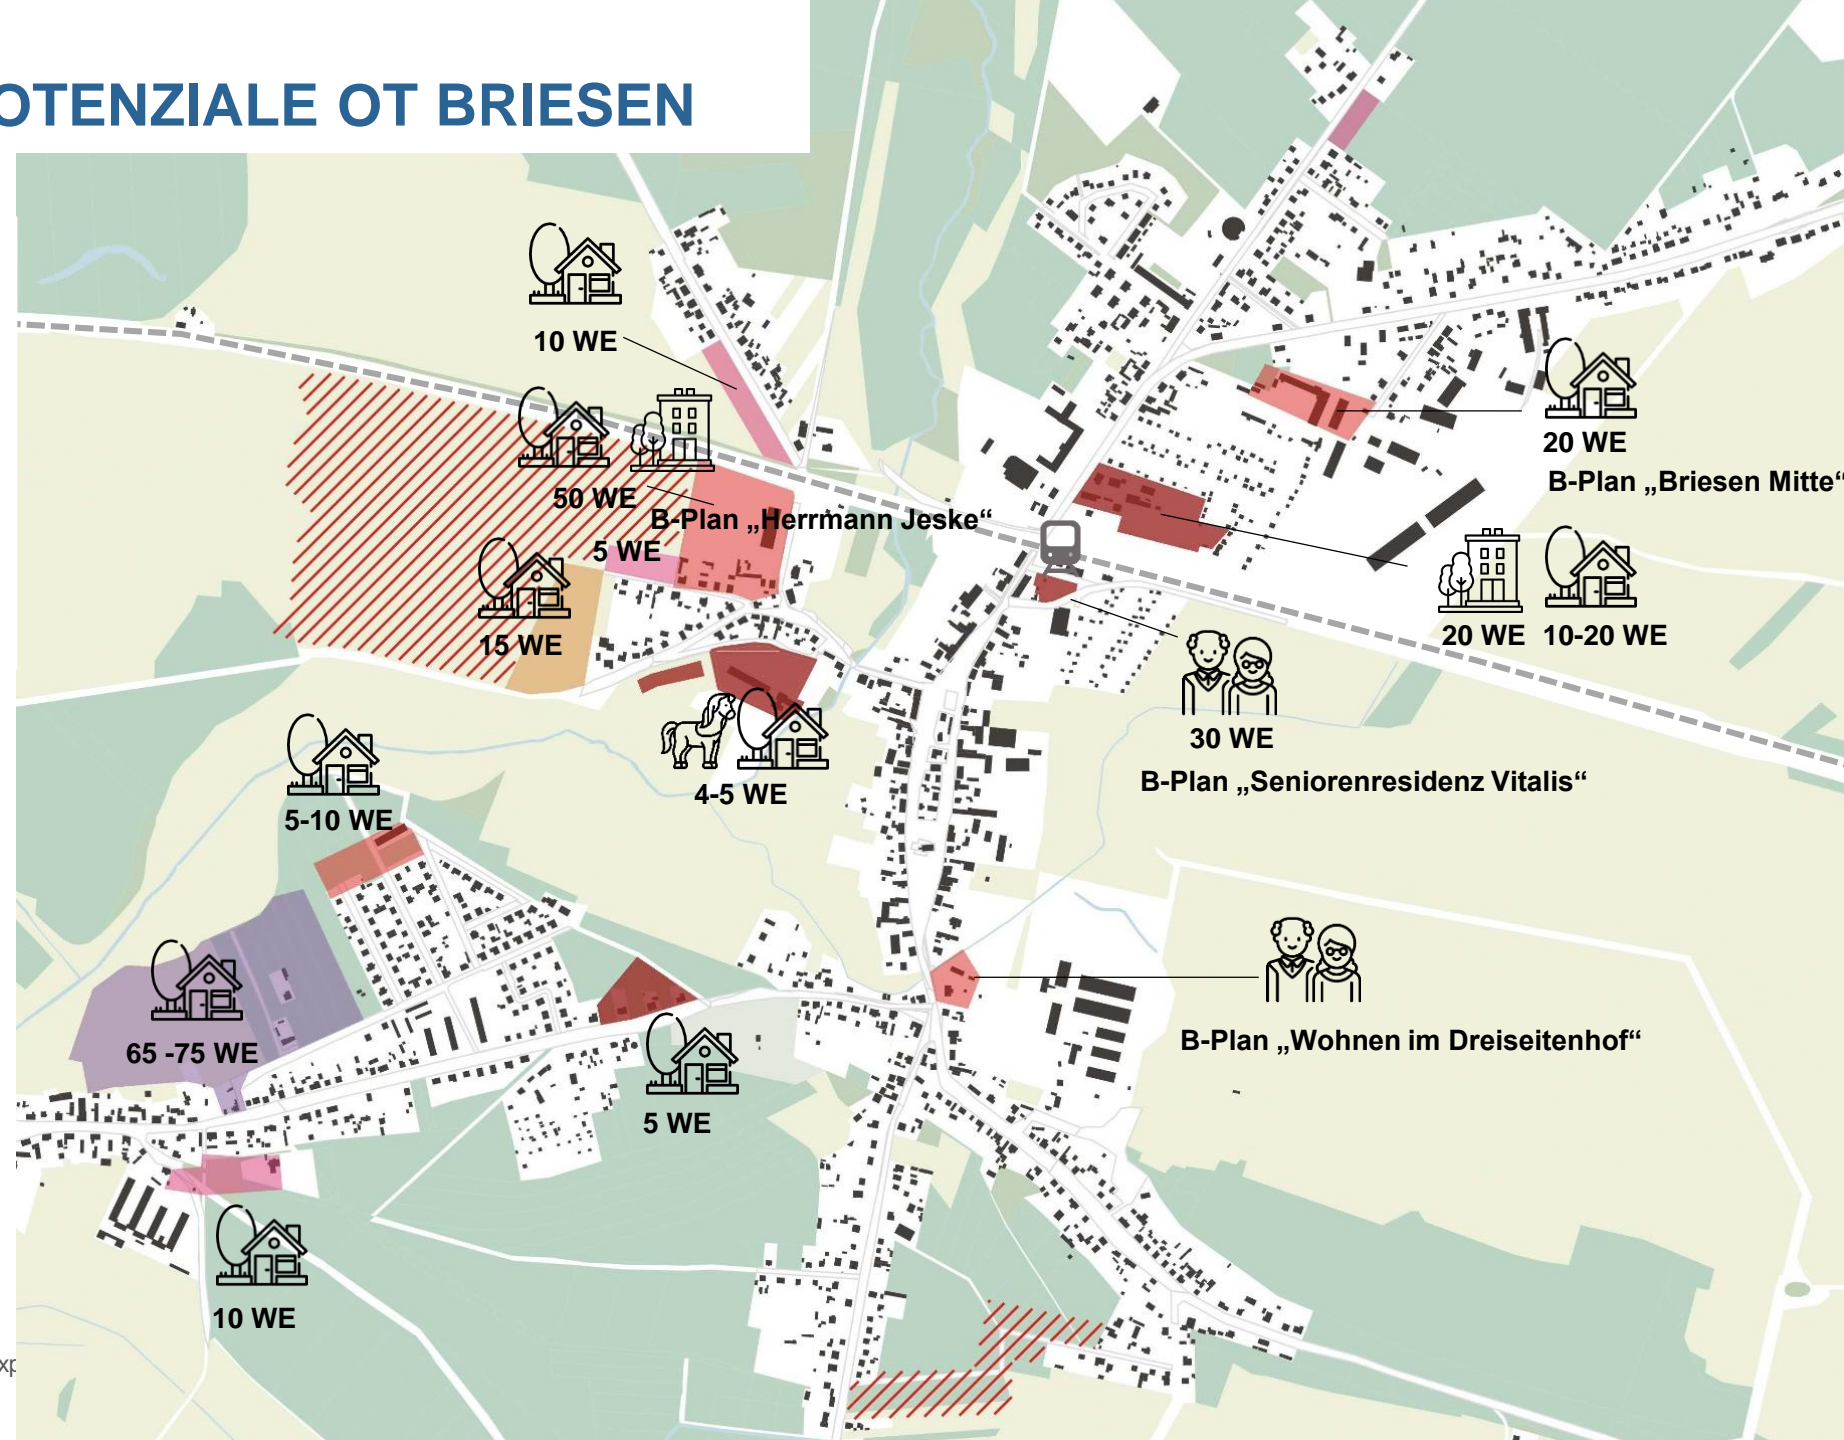 OTENZIALE OT BRIESEN
10 WE
50 WE
B-Plan „Herrmann Jeske“
5 WE
15 WE
20 WE
B-Plan „Briesen Mitte“
20 WE
10-20 WE
30 WE
B-Plan „Seniorenresidenz Vitalis“
4-5 WE
5-10 WE
65 -75 WE
5 WE
B-Plan „Wohnen im Dreiseitenhof“
10 WE